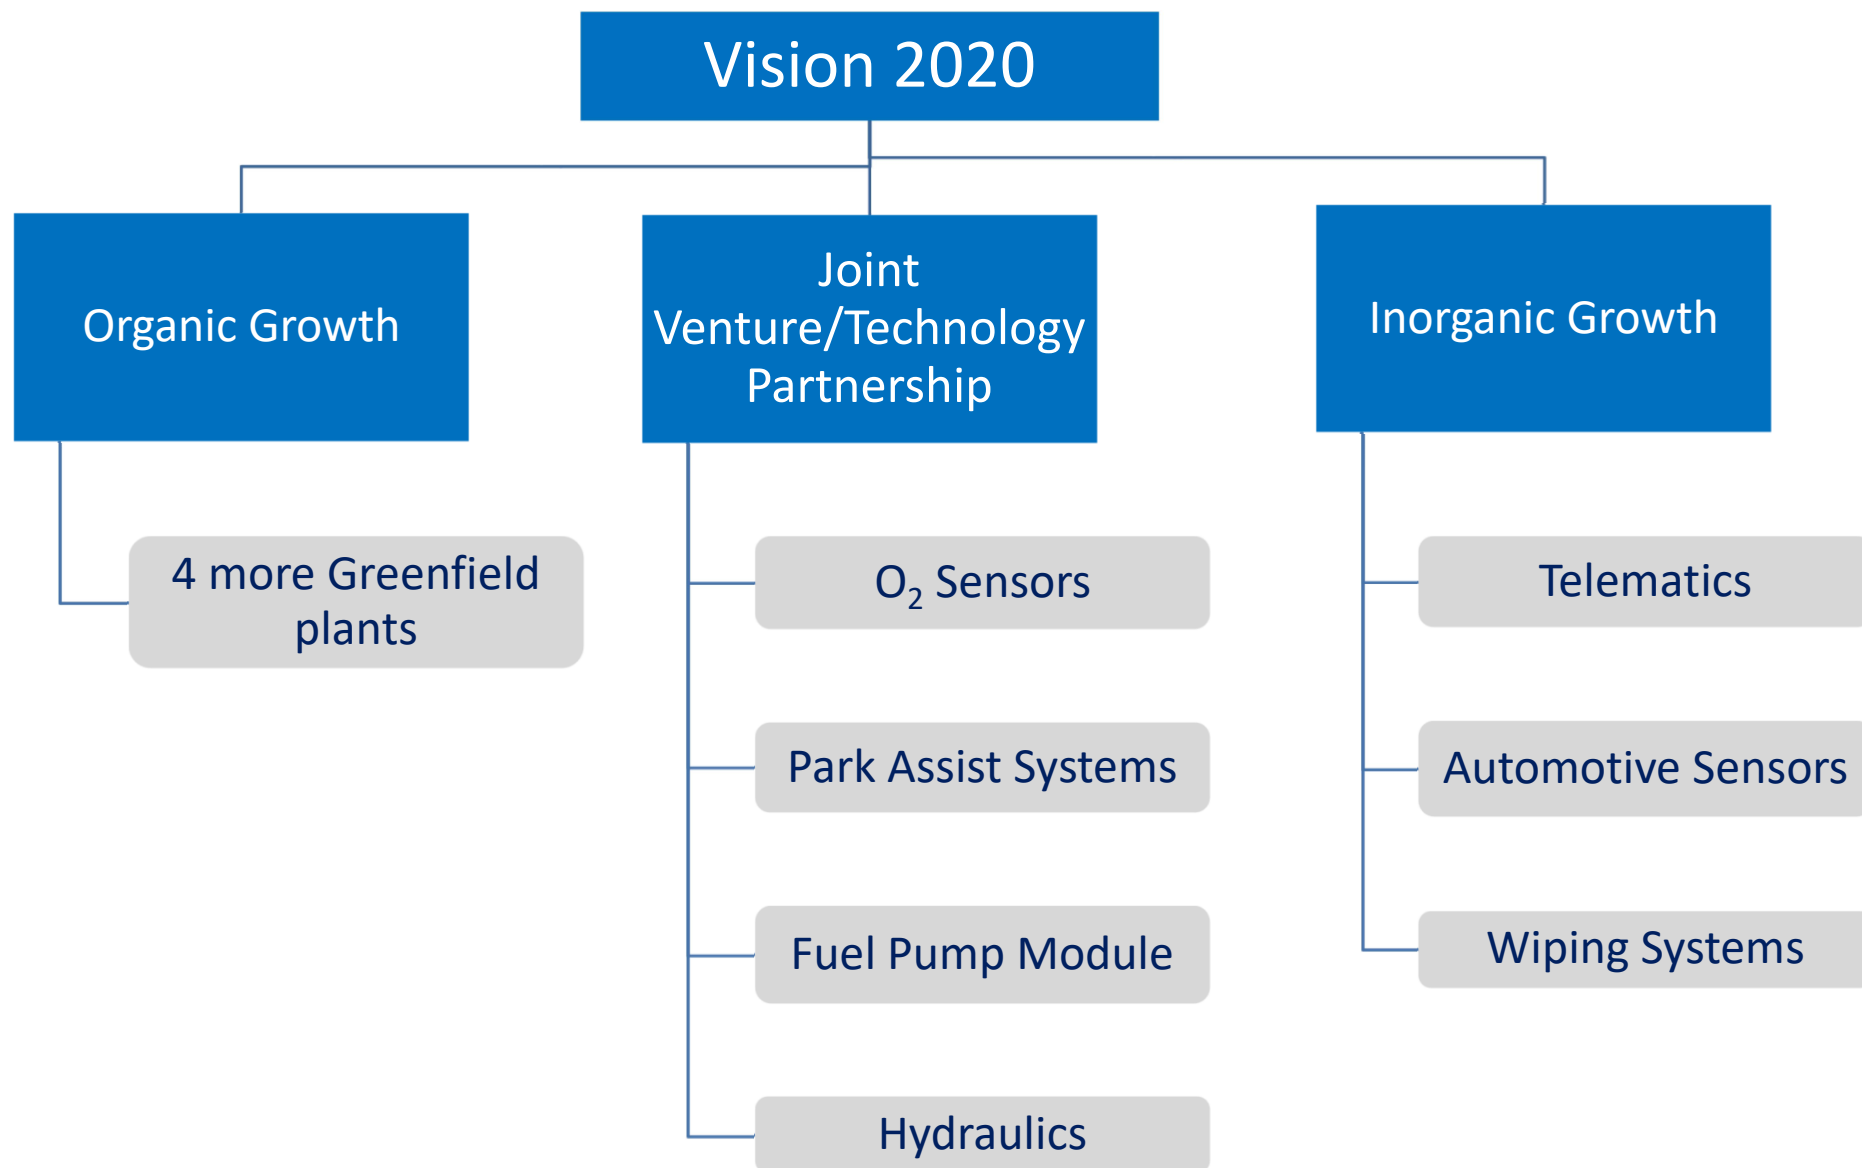 Vision 2020
Organic Growth
4 more Greenfield
plants
Joint
Venture/Technology
Partnership
O₂ Sensors
Park Assist Systems
Fuel Pump Module
Hydraulics
Inorganic Growth
Telematics
Automotive Sensors
Wiping Systems